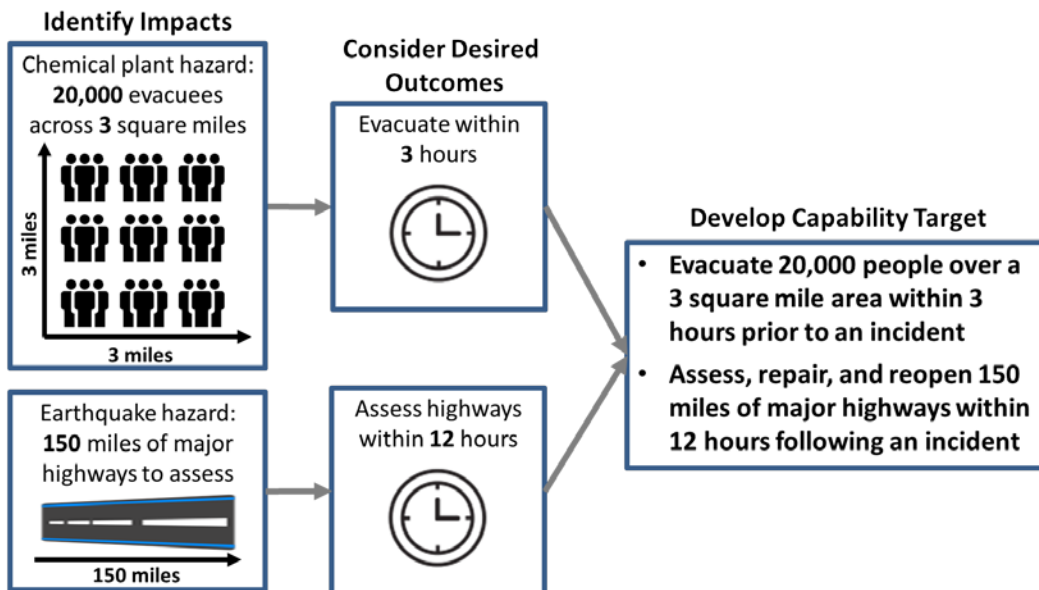 Identify Impacts
Chemical plant hazard:
20,000 evacuees
across 3 square miles
3 miles
3 miles
Earthquake hazard:
150 miles of major
highways to assess
150 miles
Consider Desired
Outcomes
Evacuate within
3 hours
Assess highways
within 12 hours
Develop Capability Target
• Evacuate 20,000 people over a
3 square mile area within 3
hours prior to an incident
• Assess, repair, and reopen 150
miles of major highways within
12 hours following an incident